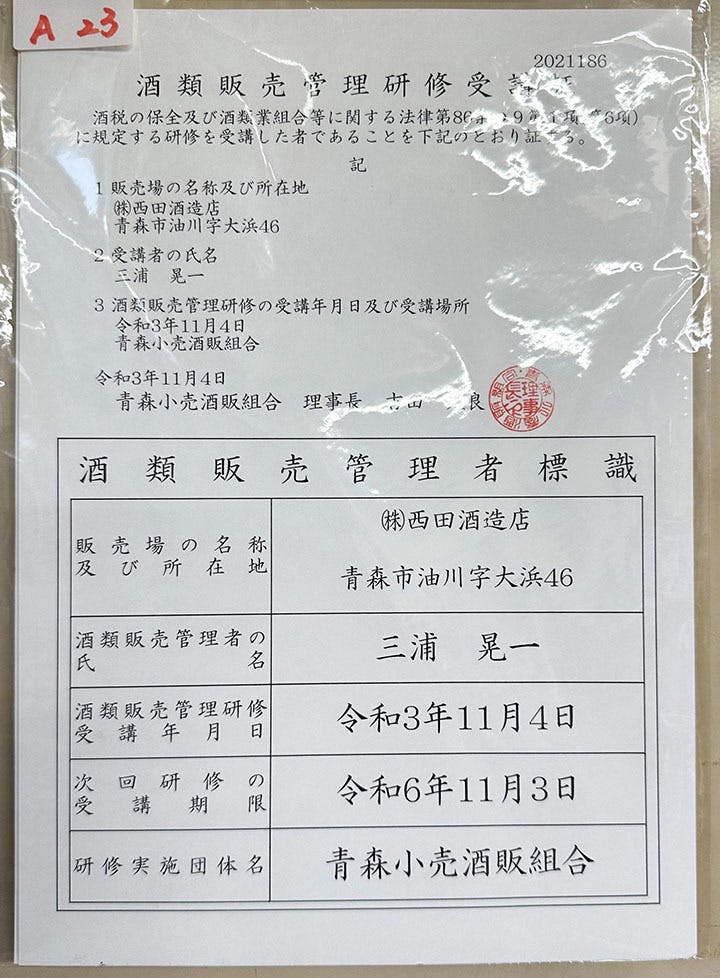 A 23
2021186
酒類販売管理研修受講証
酒税の保全及び酒類業組合等に関する法律第86条の9第1項(第6項)
に規定する研修を受講した者であることを下記のとおり証する。
記
1 販売場の名称及び所在地
㈱西田酒造店
青森市油川字大浜46
2 受講者の氏名
三浦 晃一
3 酒類販売管理研修の受講年月日及び受講場所
令和3年11月4日
青森小売酒販組合
令和3年11月4日
青森小売酒販組合 理事長 良
酒類販売管理者標識
販売場の名称
及び所在地
㈱西田酒造店
青森市油川字大浜46
酒類販売管理者の
氏名
三浦 晃一
酒類販売管理研修
受講年月日
令和3年11月4日
次回研修の
受講期限
令和6年11月3日
研修実施団体名
青森小売酒販組合